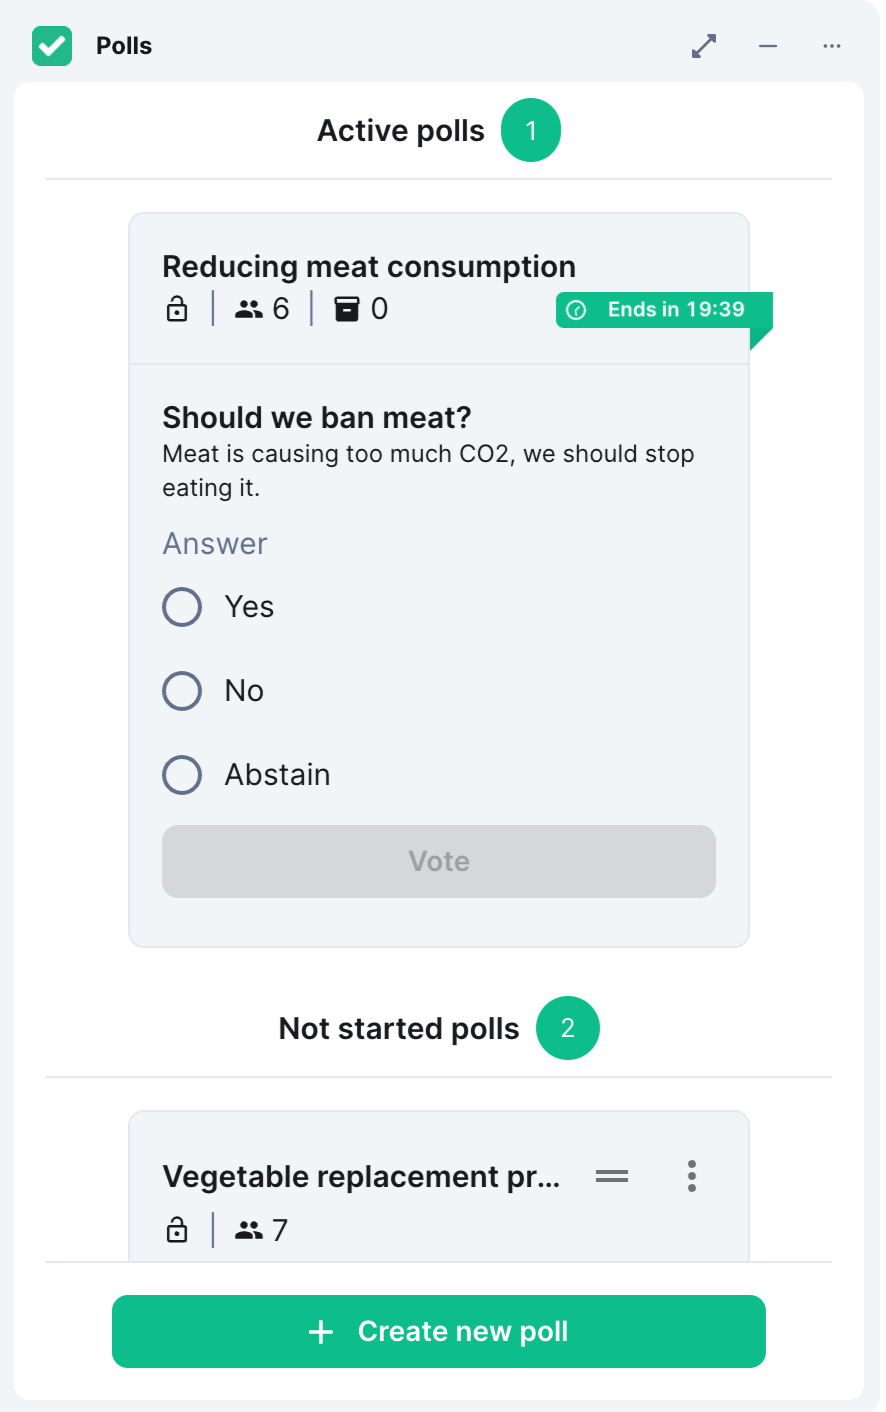 Polls
Active polls 1
Reducing meat consumption
6 0
Ends in 19:39
Should we ban meat?
Meat is causing too much CO2, we should stop
eating it.
Answer
Yes
No
Abstain
Vote
Not started polls 2
Vegetable replacement pr...
7
Create new poll